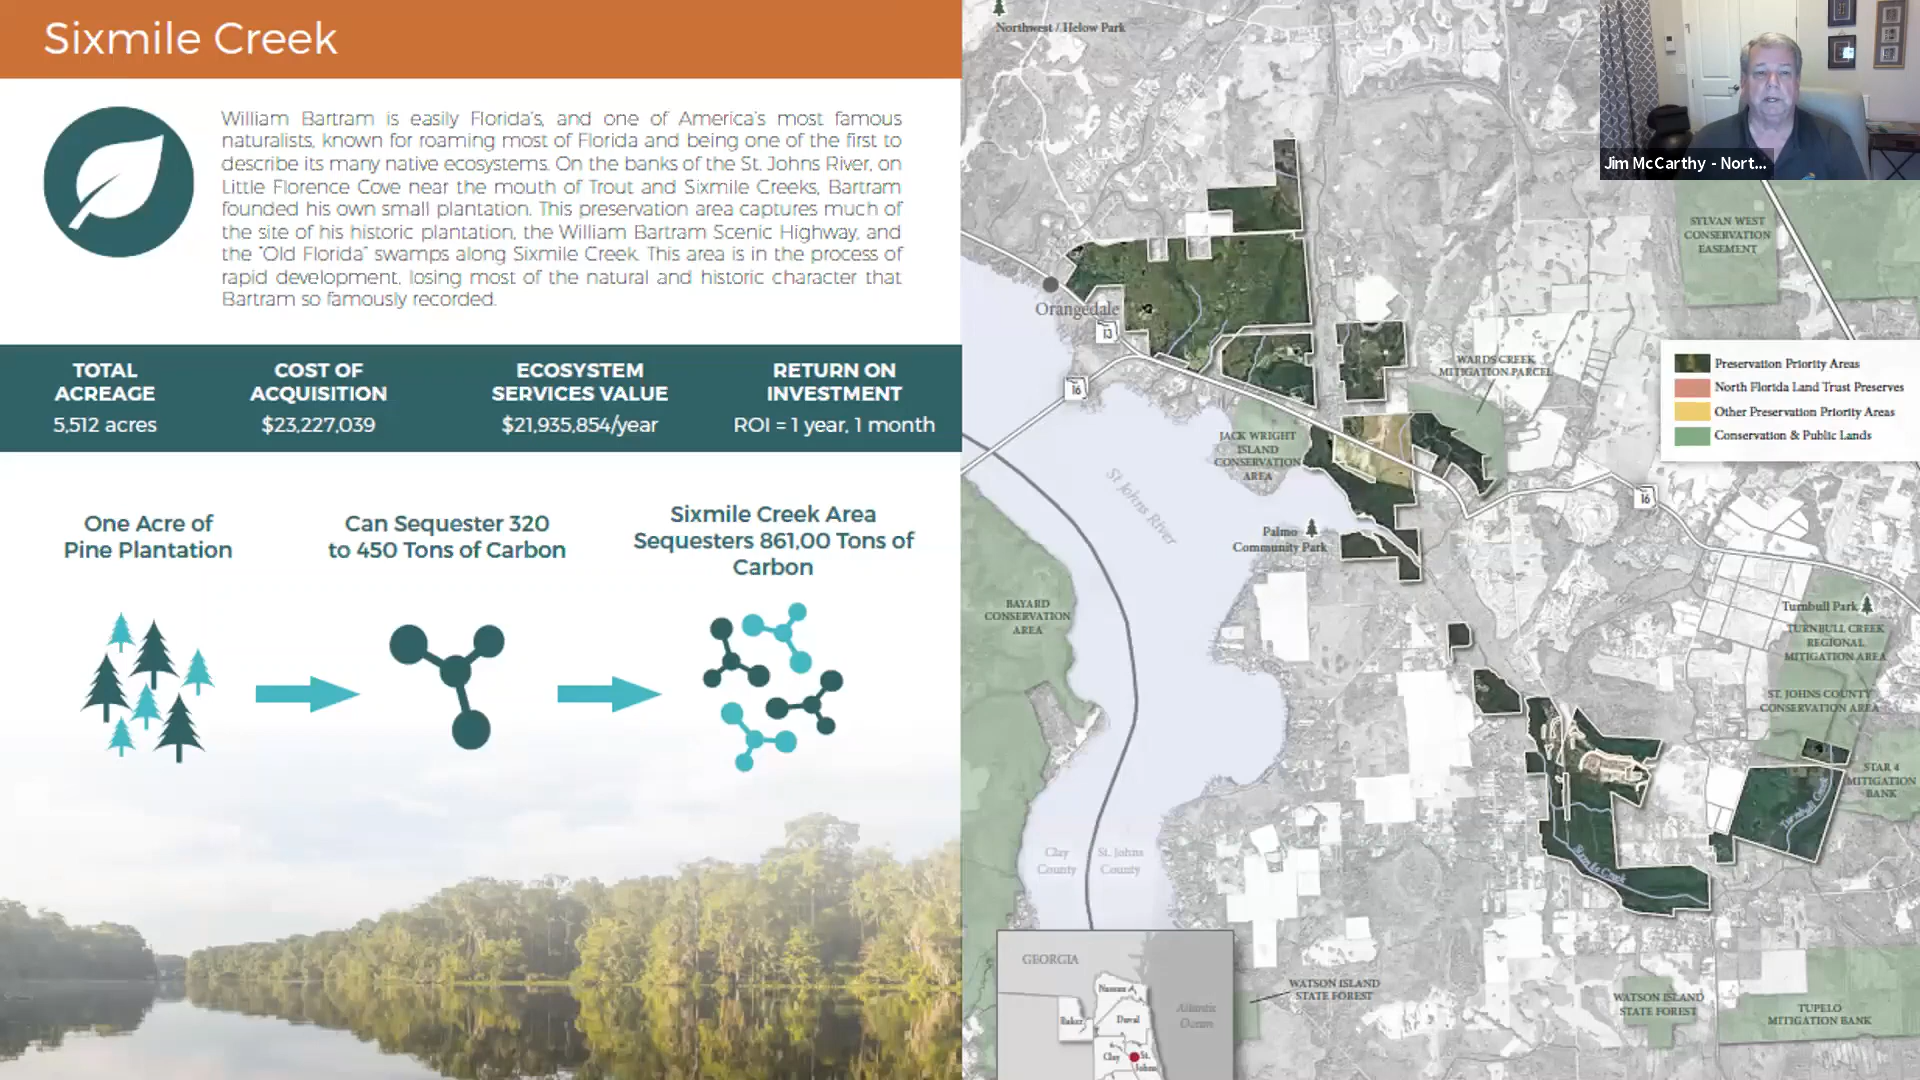 Sixmile Creek
William Bartram is easily Florida's, and one of America's most famous
naturalists, known for roaming most of Florida and being one of the first to
describe its many native ecosystems. On the banks of the St. Johns River, on
Little Florence Cove near the mouth of Trout and Sixmile Creeks, Bartram
founded his own small plantation. This preservation area captures much of
the site of his historic plantation, the William Bartram Scenic Highway, and
the "Old Florida" swamps along Sixmile Creek. This area is in the process of
rapid development, losing most of the natural and historic character that
Bartram so famously recorded.
TOTAL
ACREAGE
5,512 acres
COST OF
ACQUISITION
$23,227,039
ECOSYSTEM
SERVICES VALUE
$21,935,854/year
RETURN ON
INVESTMENT
ROI = 1 year, 1 month
One Acre of
Pine Plantation
Can Sequester 320
to 450 Tons of Carbon
Sixmile Creek Area
Sequesters 861,00 Tons of
Carbon
Northwest / Helow Park
Jim McCarthy - Nort...
SYLVAN WEST
CONSERVATION
EASEMENT
Orangedale
13
16
WARDS CREEK
MITIGATION PARCEL
Preservation Priority Areas
North Florida Land Trust Preserves
Other Preservation Priority Areas
Conservation & Public Lands
JACK WRIGHT
ISLAND
CONSERVATION
AREA
St Johns River
16
Palmo
Community Park
BAYARD
CONSERVATION
AREA
Turnbull Park
TURNBULL CREEK
REGIONAL
MITIGATION AREA
ST. JOHNS COUNTY
CONSERVATION AREA
STAR 4
MITIGATION
BANK
Turnbull Creek
Sixmile Creek
Clay
County
St. Johns
County
GEORGIA
Nassau
Baker
Duval
Clay
St.
Johns
Atlantic
Ocean
WATSON ISLAND
STATE FOREST
WATSON ISLAND
STATE FOREST
TUPELO
MITIGATION BANK